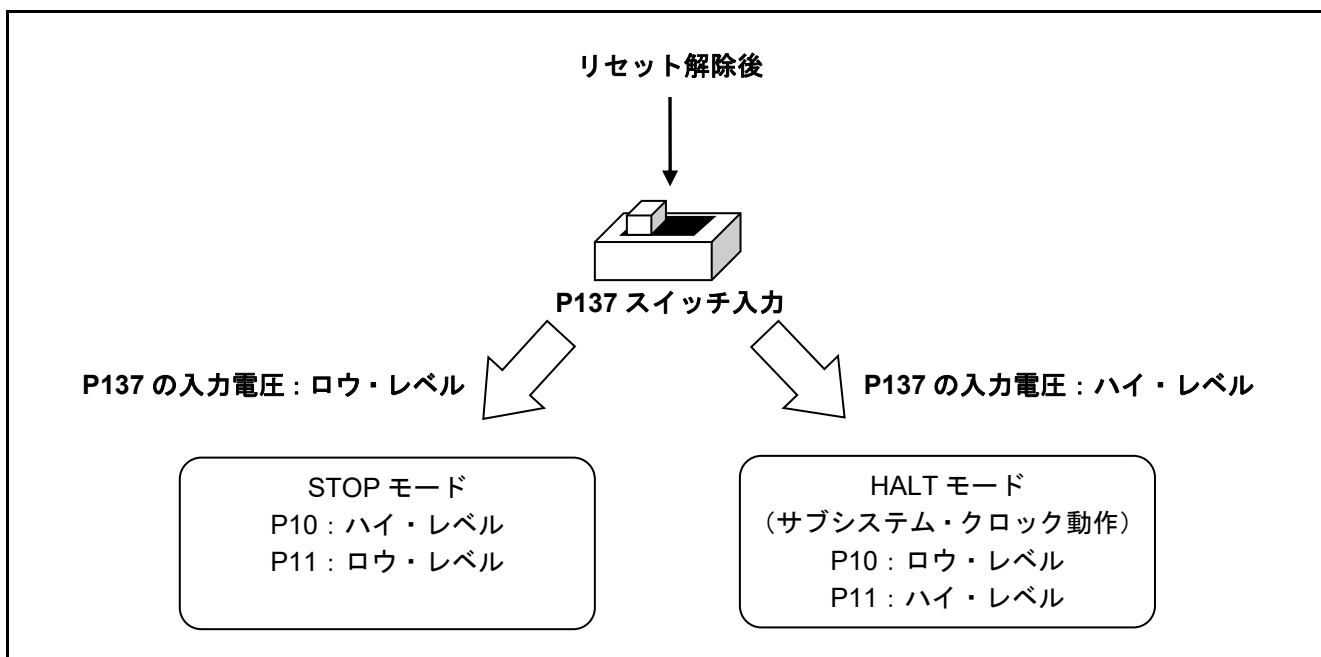 リセット解除後
P137 スイッチ入力
P137 の入力電圧：ロウ・レベル
P137 の入力電圧：ハイ・レベル
STOP モード
P10：ハイ・レベル
P11：ロウ・レベル
HALT モード
（サブシステム・クロック動作）
P10：ロウ・レベル
P11：ハイ・レベル